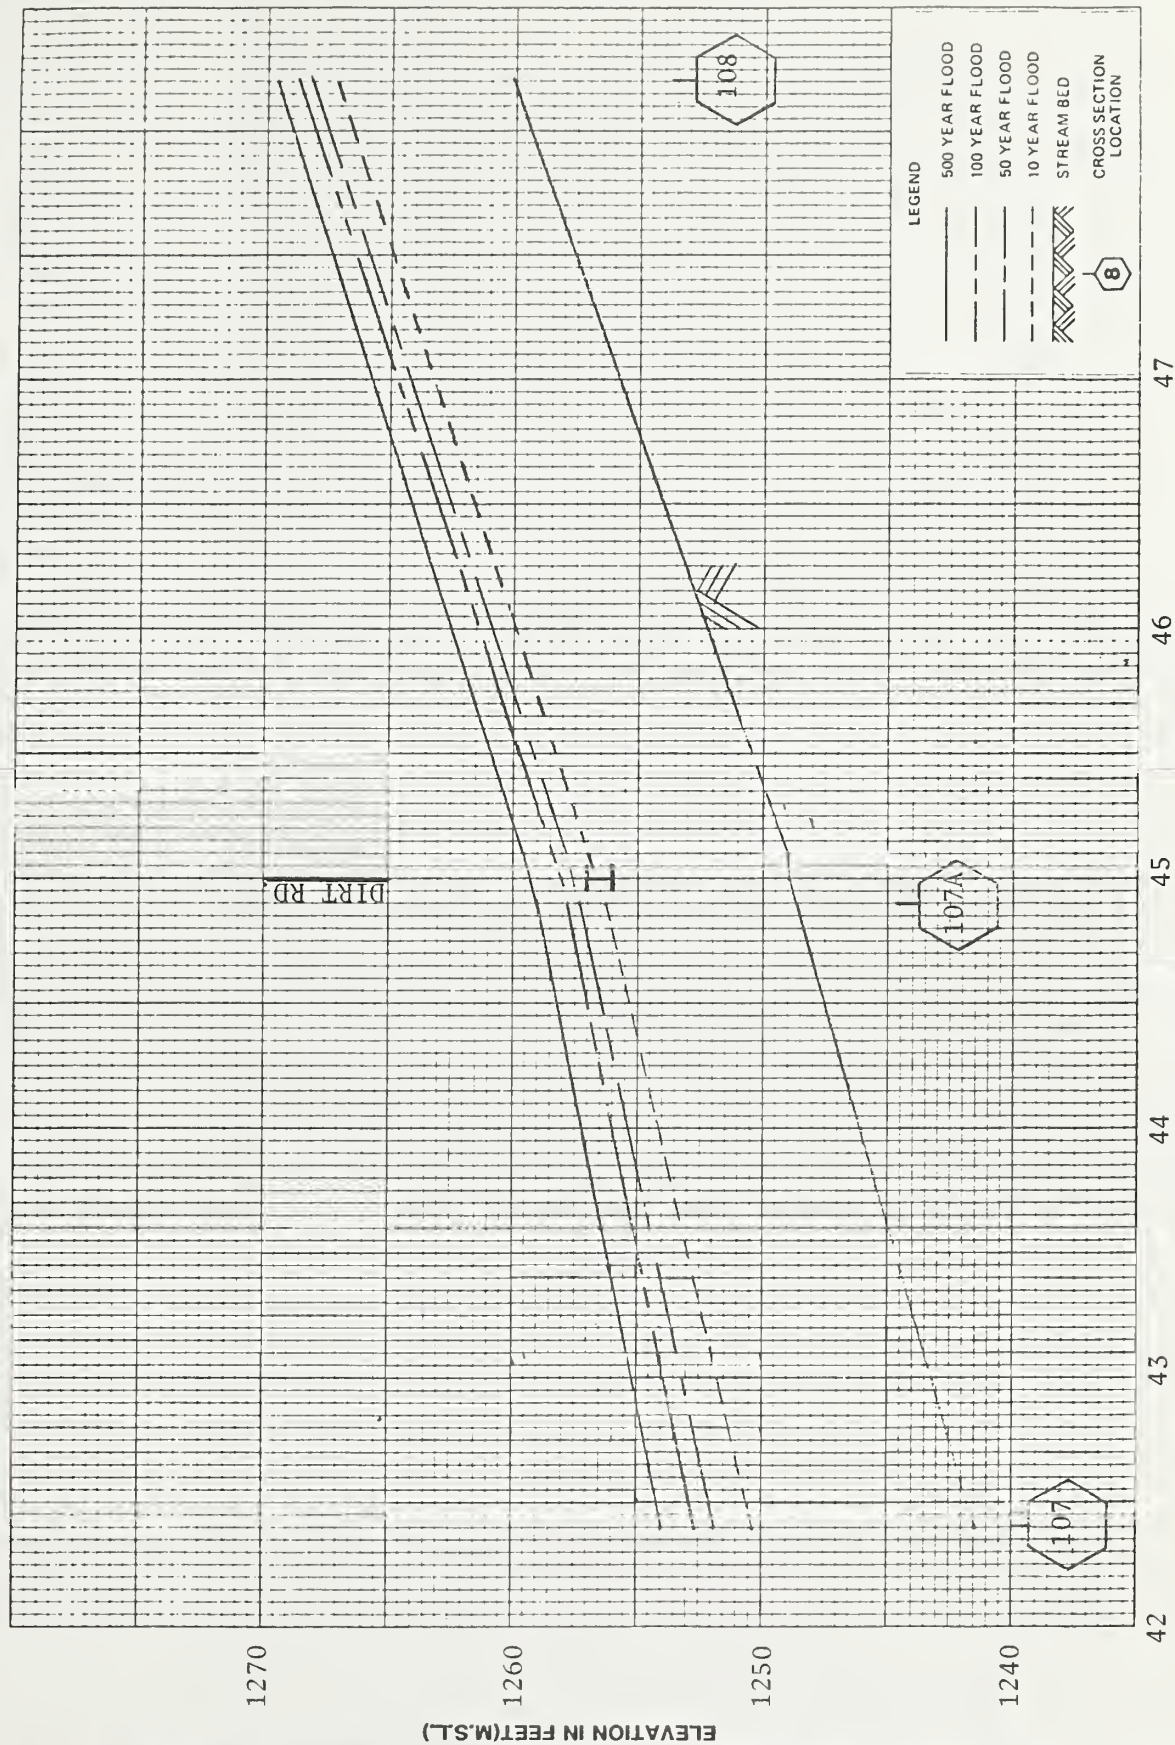 ELEVATION IN FEET(M.S.L.)
1270
1260
1250
1240
42
43
44
45
46
47
DIRT RD.
107
107A
108
LEGEND
500 YEAR FLOOD
100 YEAR FLOOD
50 YEAR FLOOD
10 YEAR FLOOD
STREAM BED
8
CROSS SECTION
LOCATION